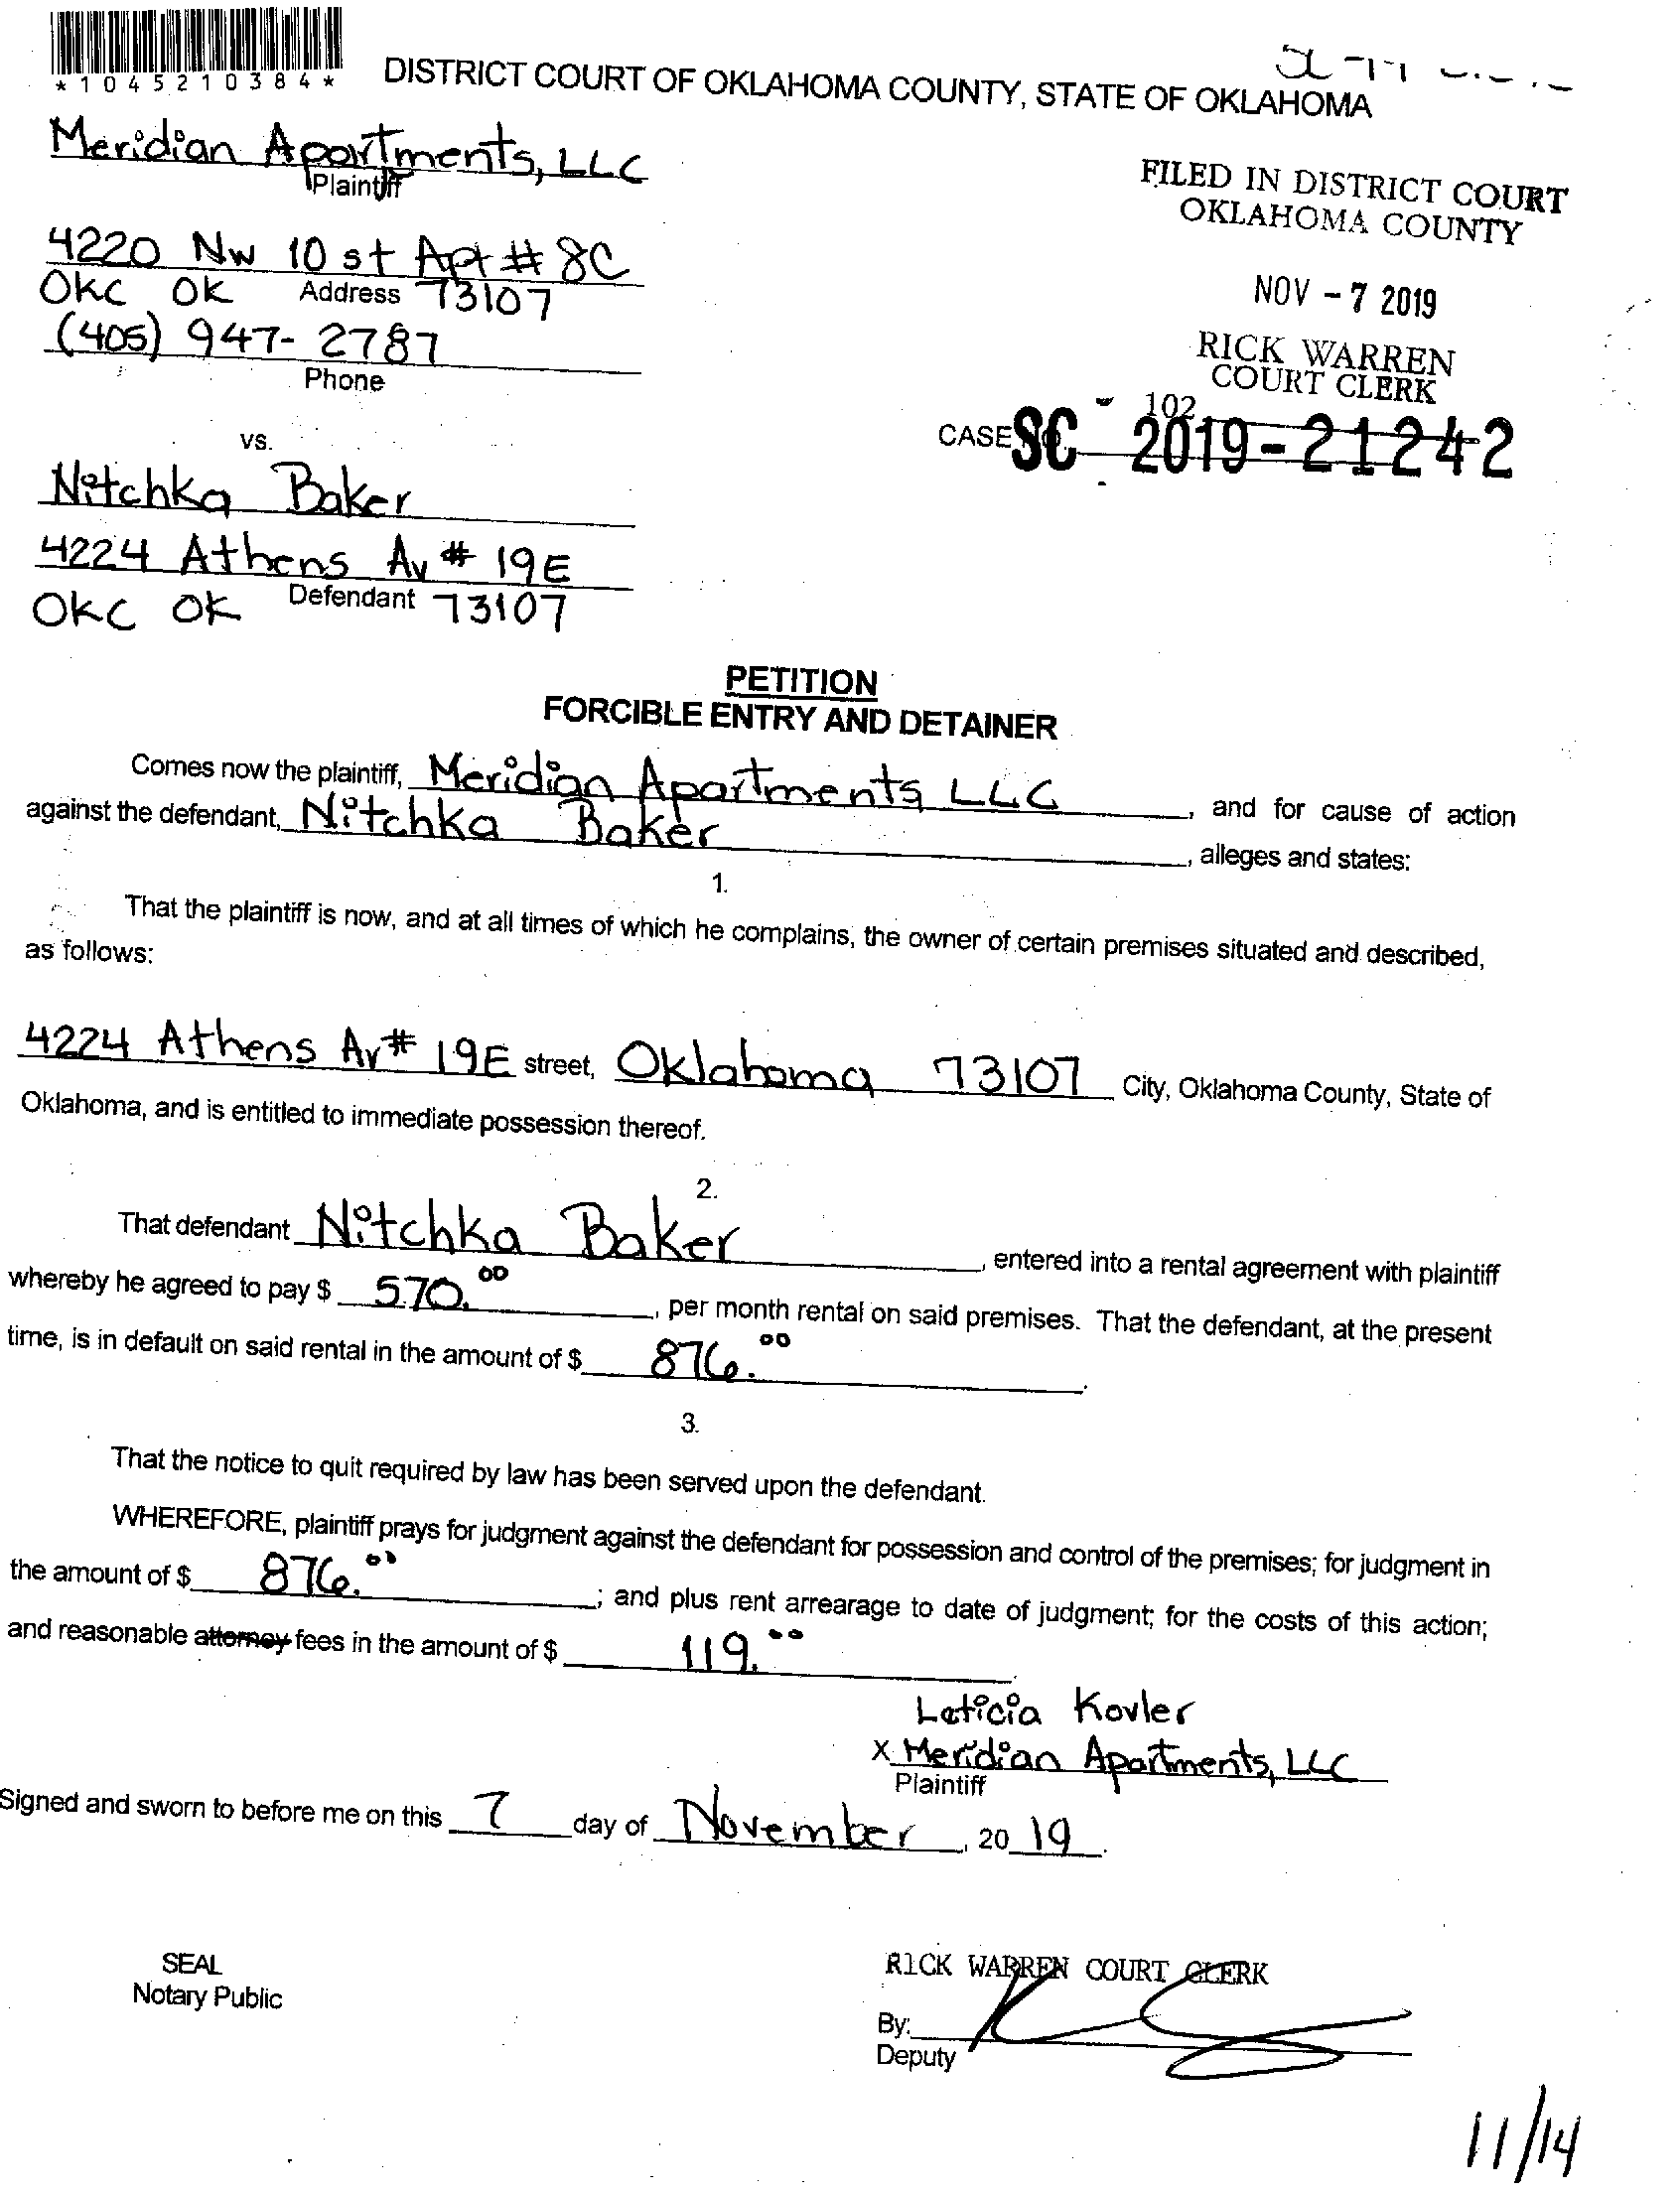 *1045210384*
DISTRICT COURT OF OKLAHOMA COUNTY, STATE OF OKLAHOMA
Meridian Apartments, LLC
Plaintiff
FILED IN DISTRICT COURT
OKLAHOMA COUNTY
4220 NW 10 st Apt # 8C
OKC OK Address 73107
NOV - 7 2019
(405) 947-2787
Phone
RICK WARREN
COURT CLERK
102
CASE No. SC - 2019-21242
vs.
Nitchka Baker
4224 Athens Av # 19E
Defendant
OKC OK 73107
PETITION
FORCIBLE ENTRY AND DETAINER
Comes now the plaintiff, Meridian Apartments LLC, and for cause of action
against the defendant, Nitchka Baker, alleges and states:
1.
That the plaintiff is now, and at all times of which he complains, the owner of certain premises situated and described,
as follows:
4224 Athens Av# 19E street, Oklahoma 73107 City, Oklahoma County, State of
Oklahoma, and is entitled to immediate possession thereof.
2.
That defendant Nitchka Baker, entered into a rental agreement with plaintiff
whereby he agreed to pay $ 570.00, per month rental on said premises. That the defendant, at the present
time, is in default on said rental in the amount of $ 876.00.
3.
That the notice to quit required by law has been served upon the defendant.
WHEREFORE, plaintiff prays for judgment against the defendant for possession and control of the premises; for judgment in
the amount of $ 876.00; and plus rent arrearage to date of judgment; for the costs of this action;
and reasonable attorney fees in the amount of $ 119.00.
Leticia Kovler
X Meridian Apartments, LLC
Plaintiff
Signed and sworn to before me on this 7 day of November, 20 19.
SEAL
Notary Public
RICK WARREN COURT CLERK
By:
Deputy
11/14